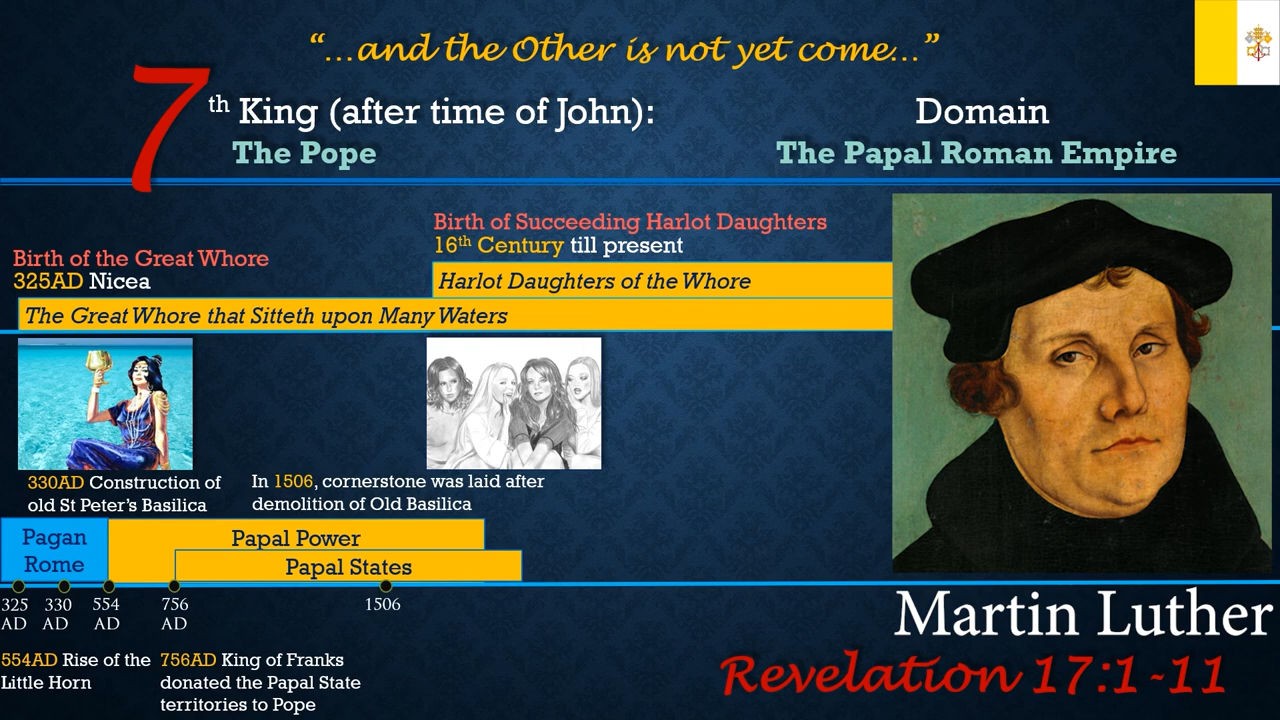 “...and the Other is not yet come...”
7th King (after time of John):
The Pope
Domain
The Papal Roman Empire
Birth of the Great Whore
325AD Nicea
Birth of Succeeding Harlot Daughters
16th Century till present
Harlot Daughters of the Whore
The Great Whore that Sitteth upon Many Waters
330AD Construction of
old St Peter’s Basilica
In 1506, cornerstone was laid after
demolition of Old Basilica
Pagan
Rome
Papal Power
Papal States
325
AD
330
AD
554
AD
756
AD
1506
554AD Rise of the
Little Horn
756AD King of Franks
donated the Papal State
territories to Pope
Martin Luther
Revelation 17:1-11